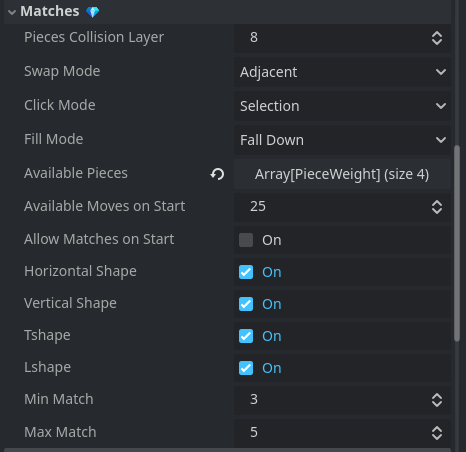 Matches 💎
Pieces Collision Layer 8
Swap Mode Adjacent
Click Mode Selection
Fill Mode Fall Down
Available Pieces Array[PieceWeight] (size 4)
Available Moves on Start 25
Allow Matches on Start On
Horizontal Shape On
Vertical Shape On
Tshape On
Lshape On
Min Match 3
Max Match 5